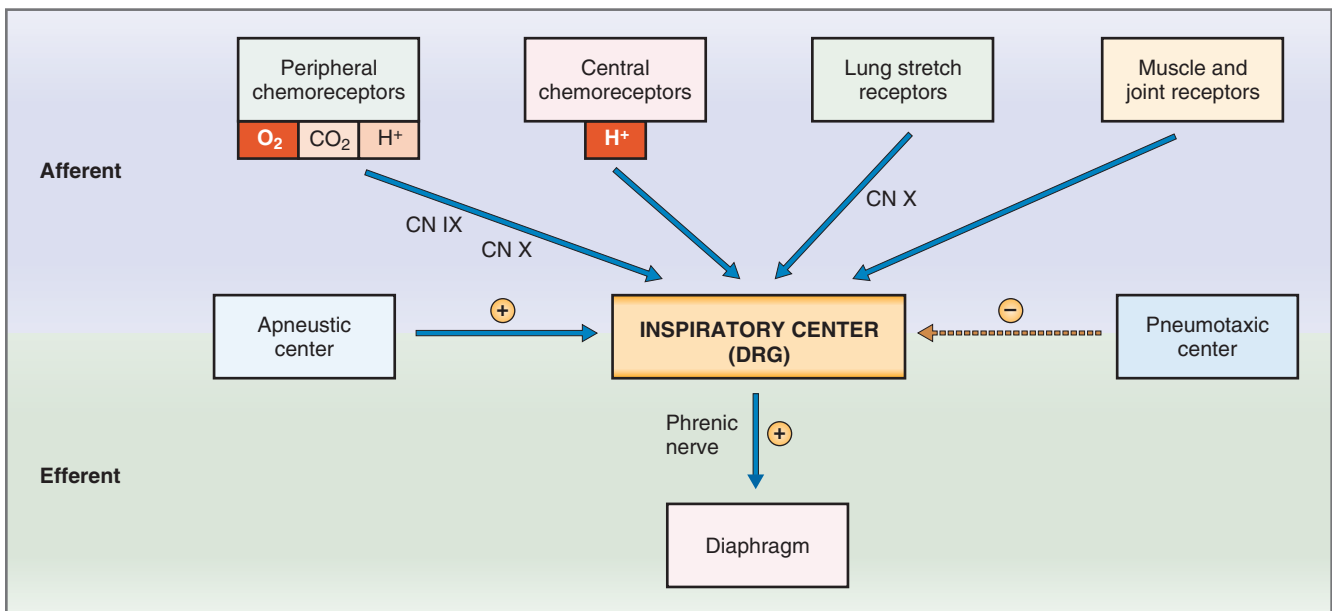 Peripheral
chemoreceptors
O₂ CO₂ H⁺
Central
chemoreceptors
H⁺
Lung stretch
receptors
Muscle and
joint receptors
Afferent
CN IX
CN X
CN X
Apneustic
center
+
INSPIRATORY CENTER
(DRG)
−
Pneumotaxic
center
Phrenic
nerve
+
Efferent
Diaphragm